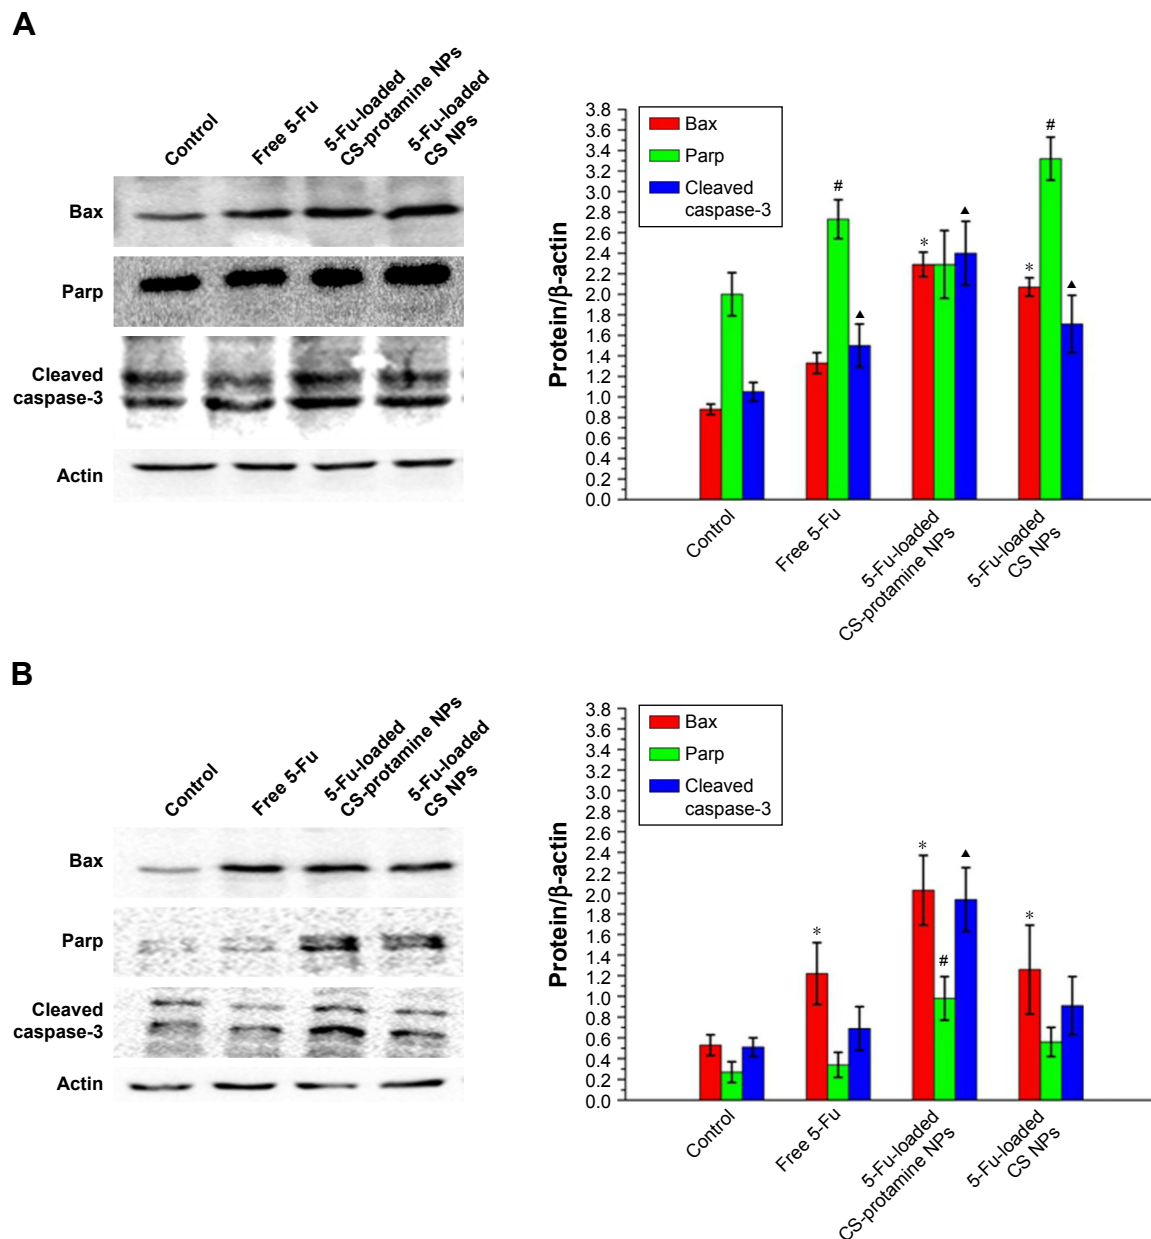 A
Control
Free 5-Fu
5-Fu-loaded
CS-protamine NPs
5-Fu-loaded
CS NPs
Bax
Parp
Cleaved
caspase-3
Actin
Protein/β-actin
3.8
3.6
3.4
3.2
3.0
2.8
2.6
2.4
2.2
2.0
1.8
1.6
1.4
1.2
1.0
0.8
0.6
0.4
0.2
0.0
Bax
Parp
Cleaved
caspase-3
#
*
▲
▲
*
#
▲
Control
Free 5-Fu
5-Fu-loaded
CS-protamine NPs
5-Fu-loaded
CS NPs
B
Control
Free 5-Fu
5-Fu-loaded
CS-protamine NPs
5-Fu-loaded
CS NPs
Bax
Parp
Cleaved
caspase-3
Actin
Protein/β-actin
3.8
3.6
3.4
3.2
3.0
2.8
2.6
2.4
2.2
2.0
1.8
1.6
1.4
1.2
1.0
0.8
0.6
0.4
0.2
0.0
Bax
Parp
Cleaved
caspase-3
*
*
#
▲
*
Control
Free 5-Fu
5-Fu-loaded
CS-protamine NPs
5-Fu-loaded
CS NPs